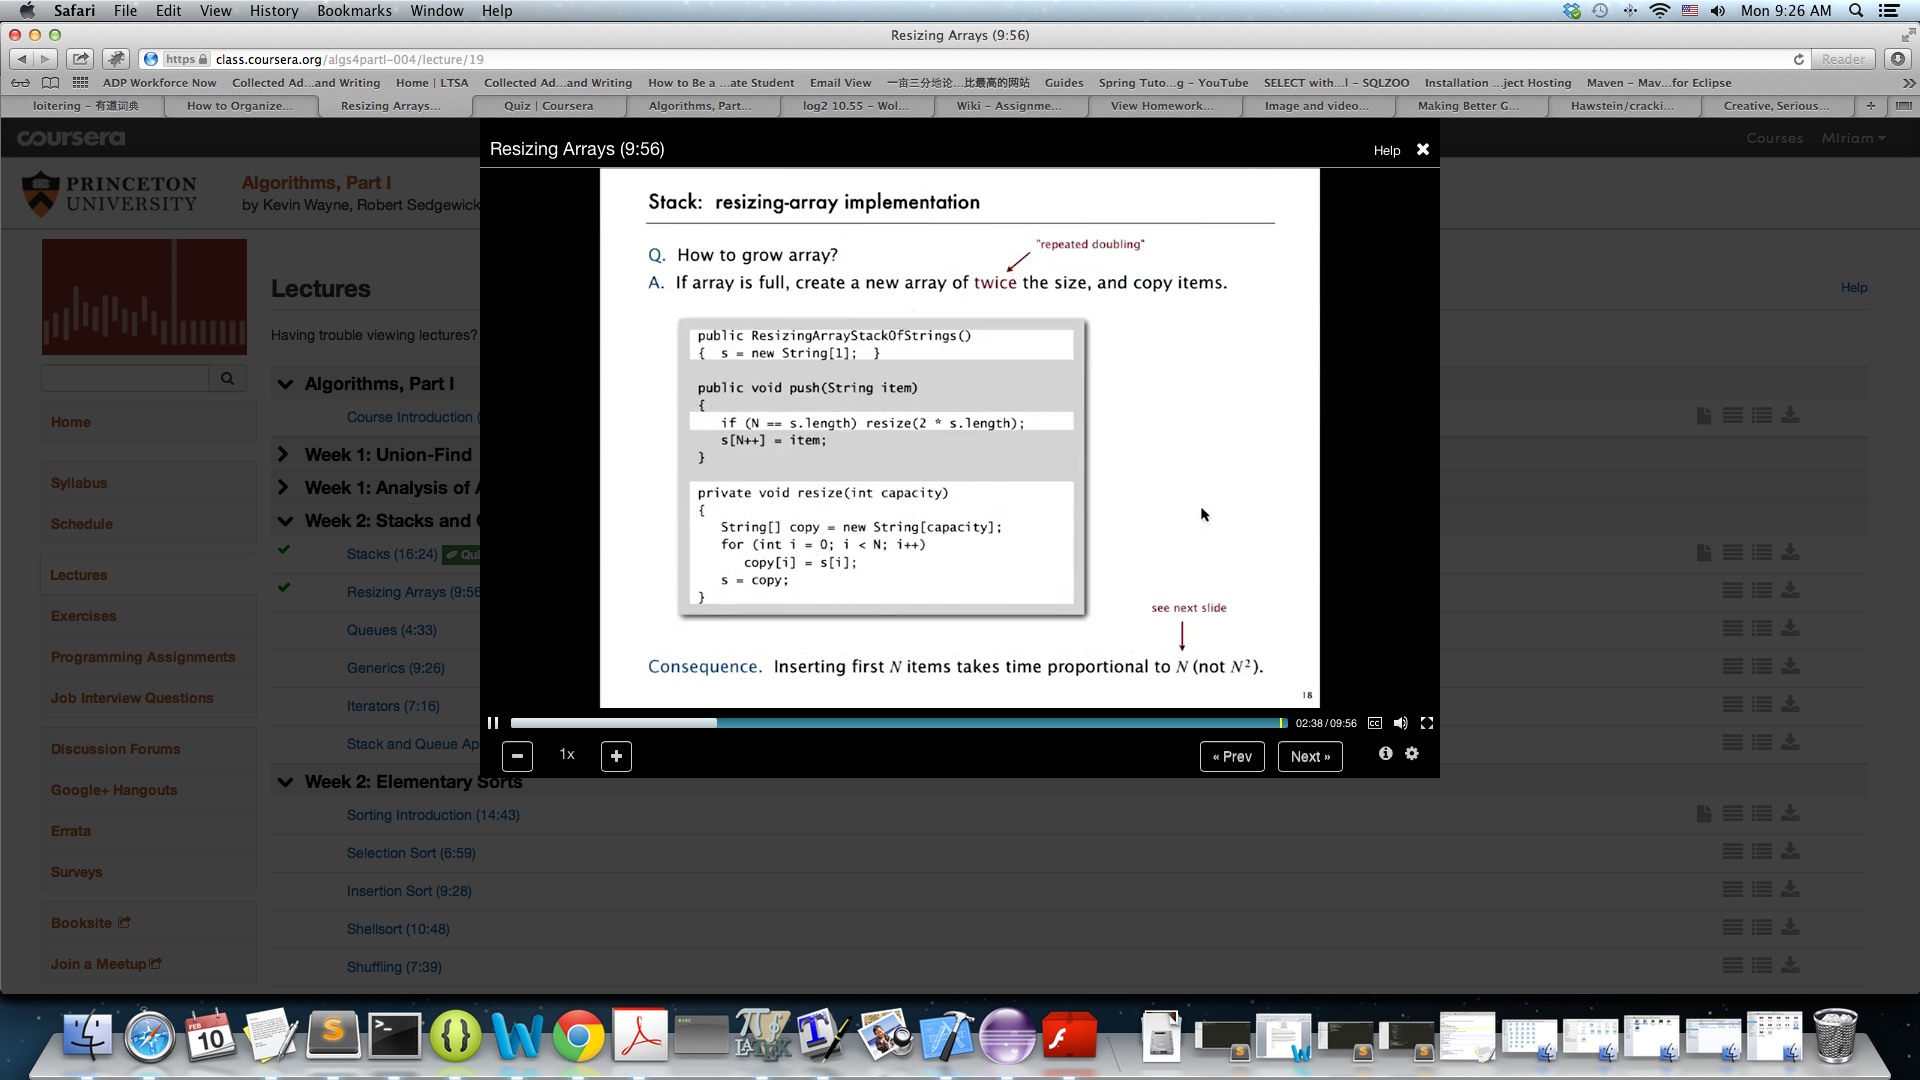 Safari File Edit View History Bookmarks Window Help Mon 9:26 AM
Resizing Arrays (9:56)
https class.coursera.org/algs4partI-004/lecture/19 Reader
ADP Workforce Now Collected Ad...and Writing Home | LTSA Collected Ad...and Writing How to Be a ...ate Student Email View 一亩三分地论...比最高的网站 Guides Spring Tuto...g – YouTube SELECT with...l – SQLZOO Installation ...ject Hosting Maven – Mav...for Eclipse
loitering – 有道词典 How to Organize... Resizing Arrays... Quiz | Coursera Algorithms, Part... log2 10.55 – Wol... Wiki – Assignme... View Homework... Image and video... Making Better G... Hawstein/cracki... Creative, Serious...
coursera Courses MIriam
Resizing Arrays (9:56) Help
PRINCETON
UNIVERSITY
Algorithms, Part I
by Kevin Wayne, Robert Sedgewick
Lectures
Help
Having trouble viewing lectures?
Home
Syllabus
Schedule
Lectures
Exercises
Programming Assignments
Job Interview Questions
Discussion Forums
Google+ Hangouts
Errata
Surveys
Booksite
Join a Meetup
Algorithms, Part I
Course Introduction (
Week 1: Union-Find
Week 1: Analysis of A
Week 2: Stacks and
Stacks (16:24) Qui
Resizing Arrays (9:56
Queues (4:33)
Generics (9:26)
Iterators (7:16)
Stack and Queue Ap
Week 2: Elementary Sorts
Sorting Introduction (14:43)
Selection Sort (6:59)
Insertion Sort (9:28)
Shellsort (10:48)
Shuffling (7:39)
Stack: resizing-array implementation
"repeated doubling"
Q. How to grow array?
A. If array is full, create a new array of twice the size, and copy items.
public ResizingArrayStackOfStrings()
{ s = new String[1]; }
public void push(String item)
{
if (N == s.length) resize(2 * s.length);
s[N++] = item;
}
private void resize(int capacity)
{
String[] copy = new String[capacity];
for (int i = 0; i < N; i++)
copy[i] = s[i];
s = copy;
}
see next slide
Consequence. Inserting first N items takes time proportional to N (not N²).
18
02:38/09:56 CC
1x « Prev Next »
FEB
10